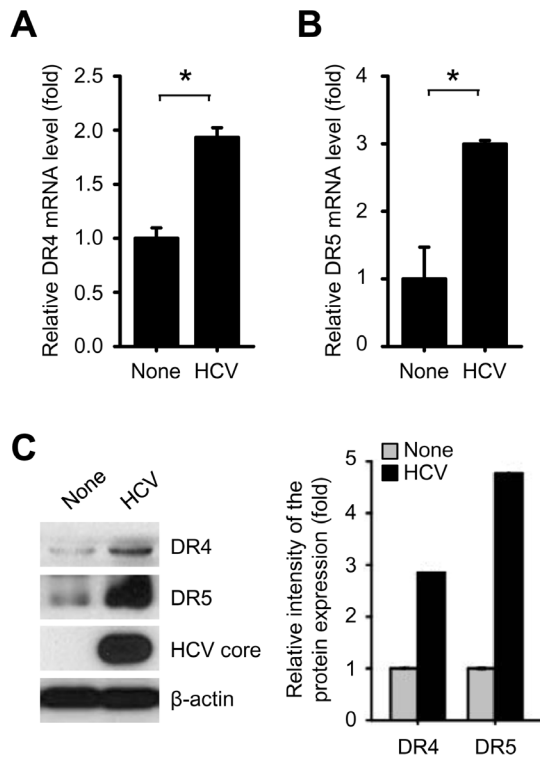 A
Relative DR4 mRNA level (fold)
2.5
2.0
1.5
1.0
0.5
0.0
*
None HCV
B
Relative DR5 mRNA level (fold)
4
3
2
1
0
*
None HCV
C
None HCV
DR4
DR5
HCV core
β-actin
None
HCV
Relative intensity of the
protein expression (fold)
5
4
3
2
1
0
DR4 DR5